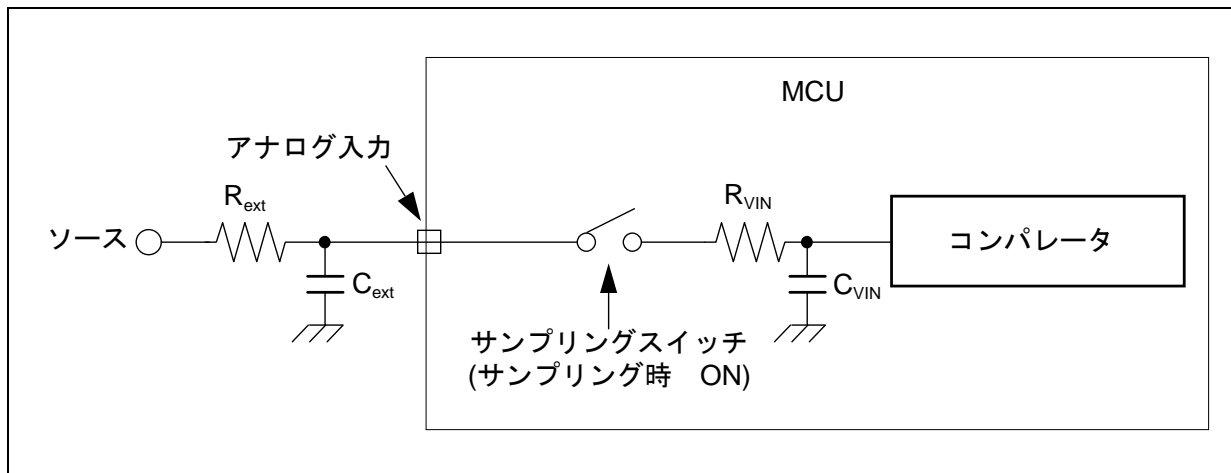 MCU
アナログ入力
R_ext
R_VIN
ソース
コンパレータ
C_ext
C_VIN
サンプリングスイッチ
(サンプリング時　ON)